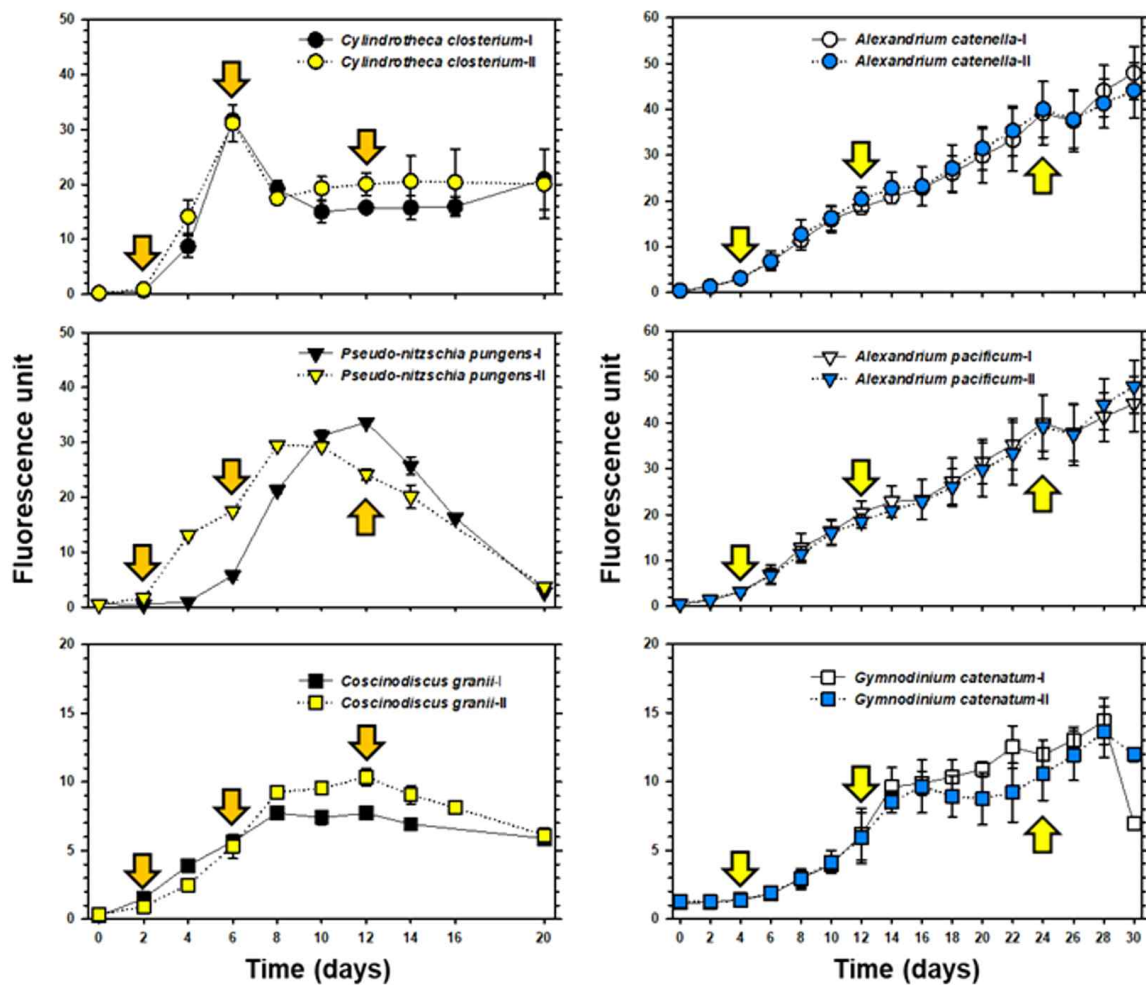 Fluorescence unit
50
40
30
20
10
0
Cylindrotheca closterium-I
Cylindrotheca closterium-II
50
40
30
20
10
0
Pseudo-nitzschia pungens-I
Pseudo-nitzschia pungens-II
20
15
10
5
0
Coscinodiscus granii-I
Coscinodiscus granii-II
0 2 4 6 8 10 12 14 16 20
Time (days)
Fluorescence unit
60
50
40
30
20
10
0
Alexandrium catenella-I
Alexandrium catenella-II
60
50
40
30
20
10
0
Alexandrium pacificum-I
Alexandrium pacificum-II
20
15
10
5
0
Gymnodinium catenatum-I
Gymnodinium catenatum-II
0 2 4 6 8 10 12 14 16 18 20 22 24 26 28 30
Time (days)